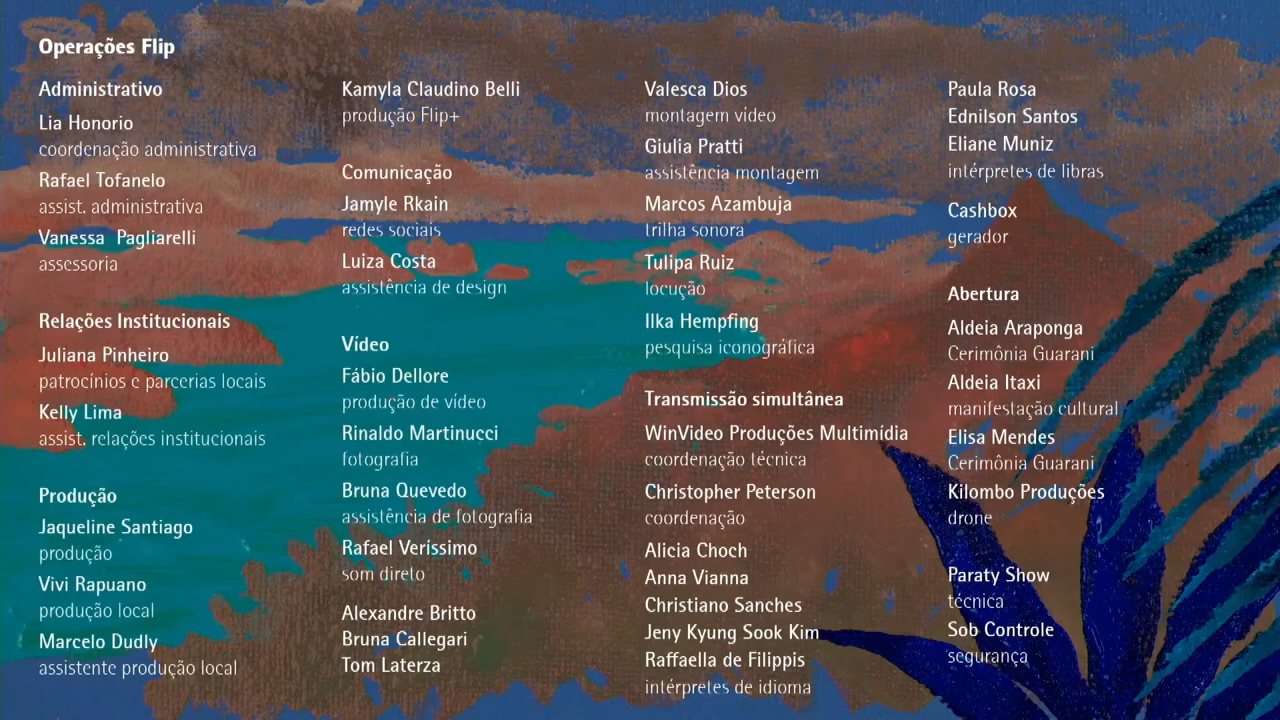 Operações Flip
Administrativo
Lia Honorio
coordenação administrativa
Rafael Tofanelo
assist. administrativa
Vanessa Pagliarelli
assessoria
Relações Institucionais
Juliana Pinheiro
patrocínios e parcerias locais
Kelly Lima
assist. relações institucionais
Produção
Jaqueline Santiago
produção
Vivi Rapuano
produção local
Marcelo Dudly
assistente produção local
Kamyla Claudino Belli
produção Flip+
Comunicação
Jamyle Rkain
redes sociais
Luiza Costa
assistência de design
Vídeo
Fábio Dellore
produção de vídeo
Rinaldo Martinucci
fotografia
Bruna Quevedo
assistência de fotografia
Rafael Veríssimo
som direto
Alexandre Britto
Bruna Callegari
Tom Laterza
Valesca Dios
montagem vídeo
Giulia Pratti
assistência montagem
Marcos Azambuja
trilha sonora
Tulipa Ruiz
locução
Ilka Hempfing
pesquisa iconográfica
Transmissão simultânea
WinVideo Produções Multimídia
coordenação técnica
Christopher Peterson
coordenação
Alicia Choch
Anna Vianna
Christiano Sanches
Jeny Kyung Sook Kim
Raffaella de Filippis
intérpretes de idioma
Paula Rosa
Ednilson Santos
Eliane Muniz
intérpretes de libras
Cashbox
gerador
Abertura
Aldeia Araponga
Cerimônia Guarani
Aldeia Itaxi
manifestação cultural
Elisa Mendes
Cerimônia Guarani
Kilombo Produções
drone
Paraty Show
técnica
Sob Controle
segurança